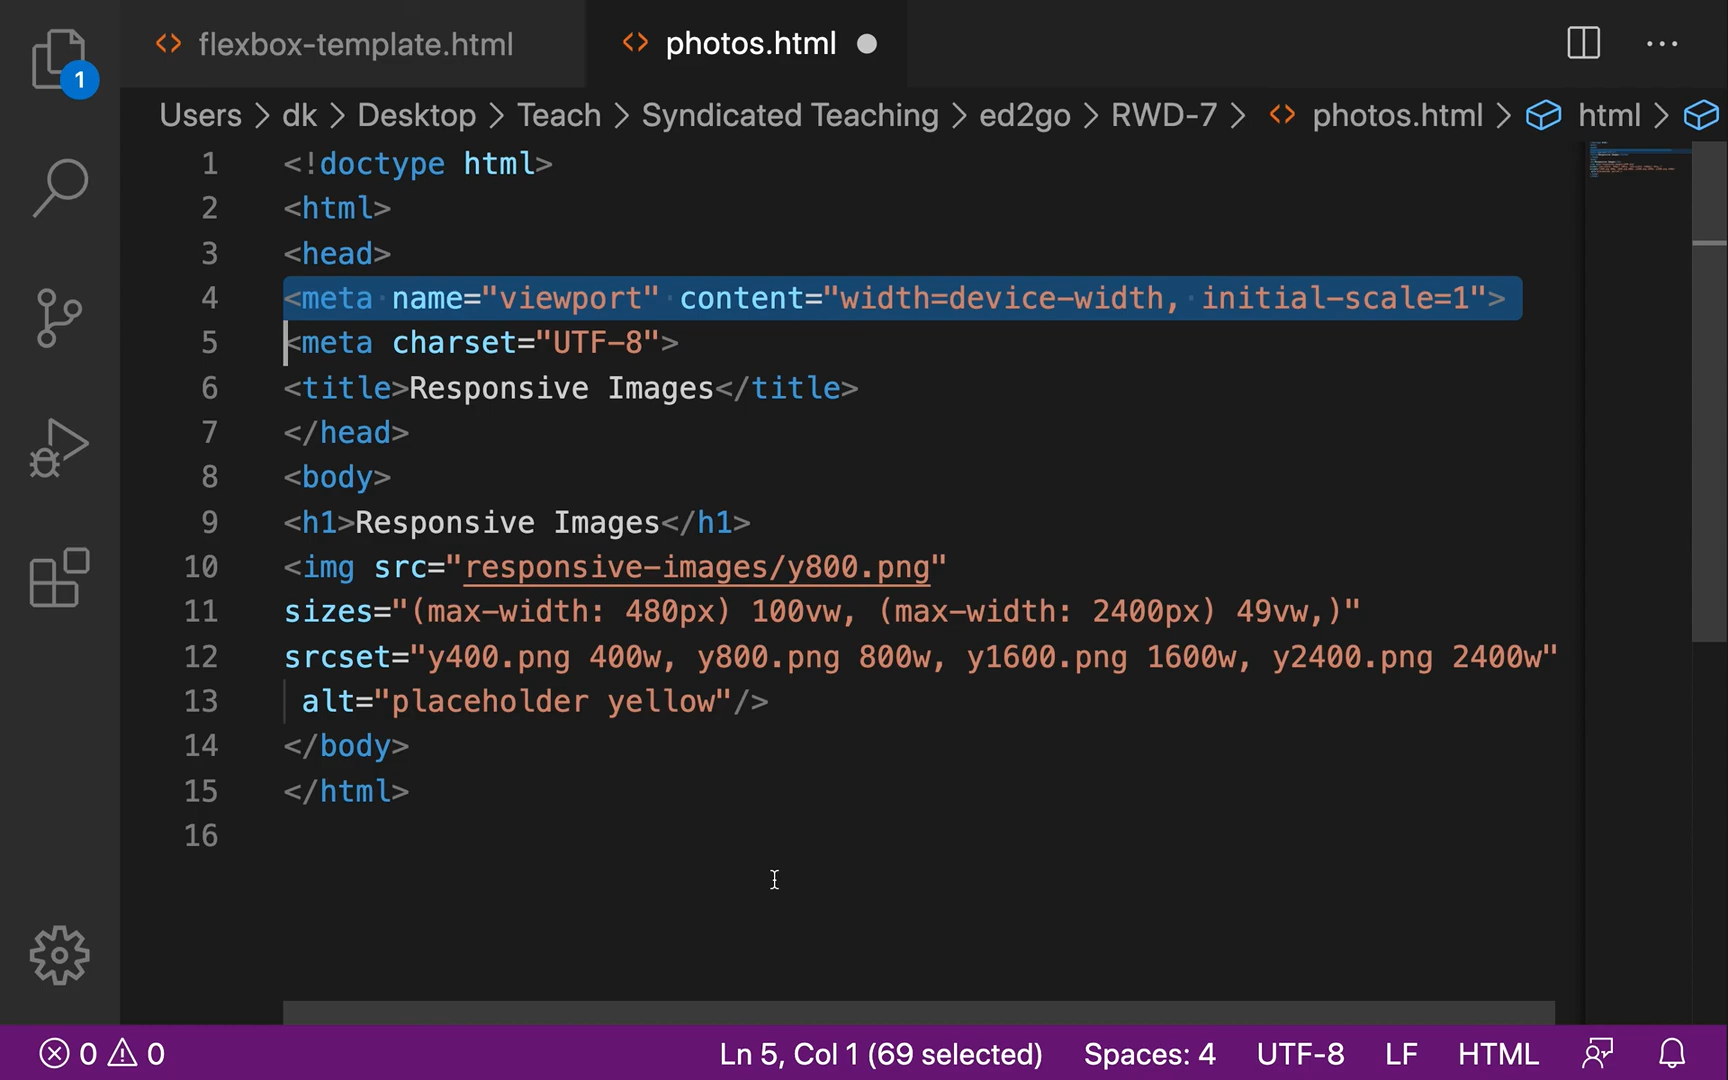 flexbox-template.html photos.html
1
Users > dk > Desktop > Teach > Syndicated Teaching > ed2go > RWD-7 > photos.html > html >
1 <!doctype html>
2 <html>
3 <head>
4 <meta name="viewport" content="width=device-width, initial-scale=1">
5 <meta charset="UTF-8">
6 <title>Responsive Images</title>
7 </head>
8 <body>
9 <h1>Responsive Images</h1>
10 <img src="responsive-images/y800.png"
11 sizes="(max-width: 480px) 100vw, (max-width: 2400px) 49vw,)"
12 srcset="y400.png 400w, y800.png 800w, y1600.png 1600w, y2400.png 2400w"
13 alt="placeholder yellow"/>
14 </body>
15 </html>
16
0 0 Ln 5, Col 1 (69 selected) Spaces: 4 UTF-8 LF HTML